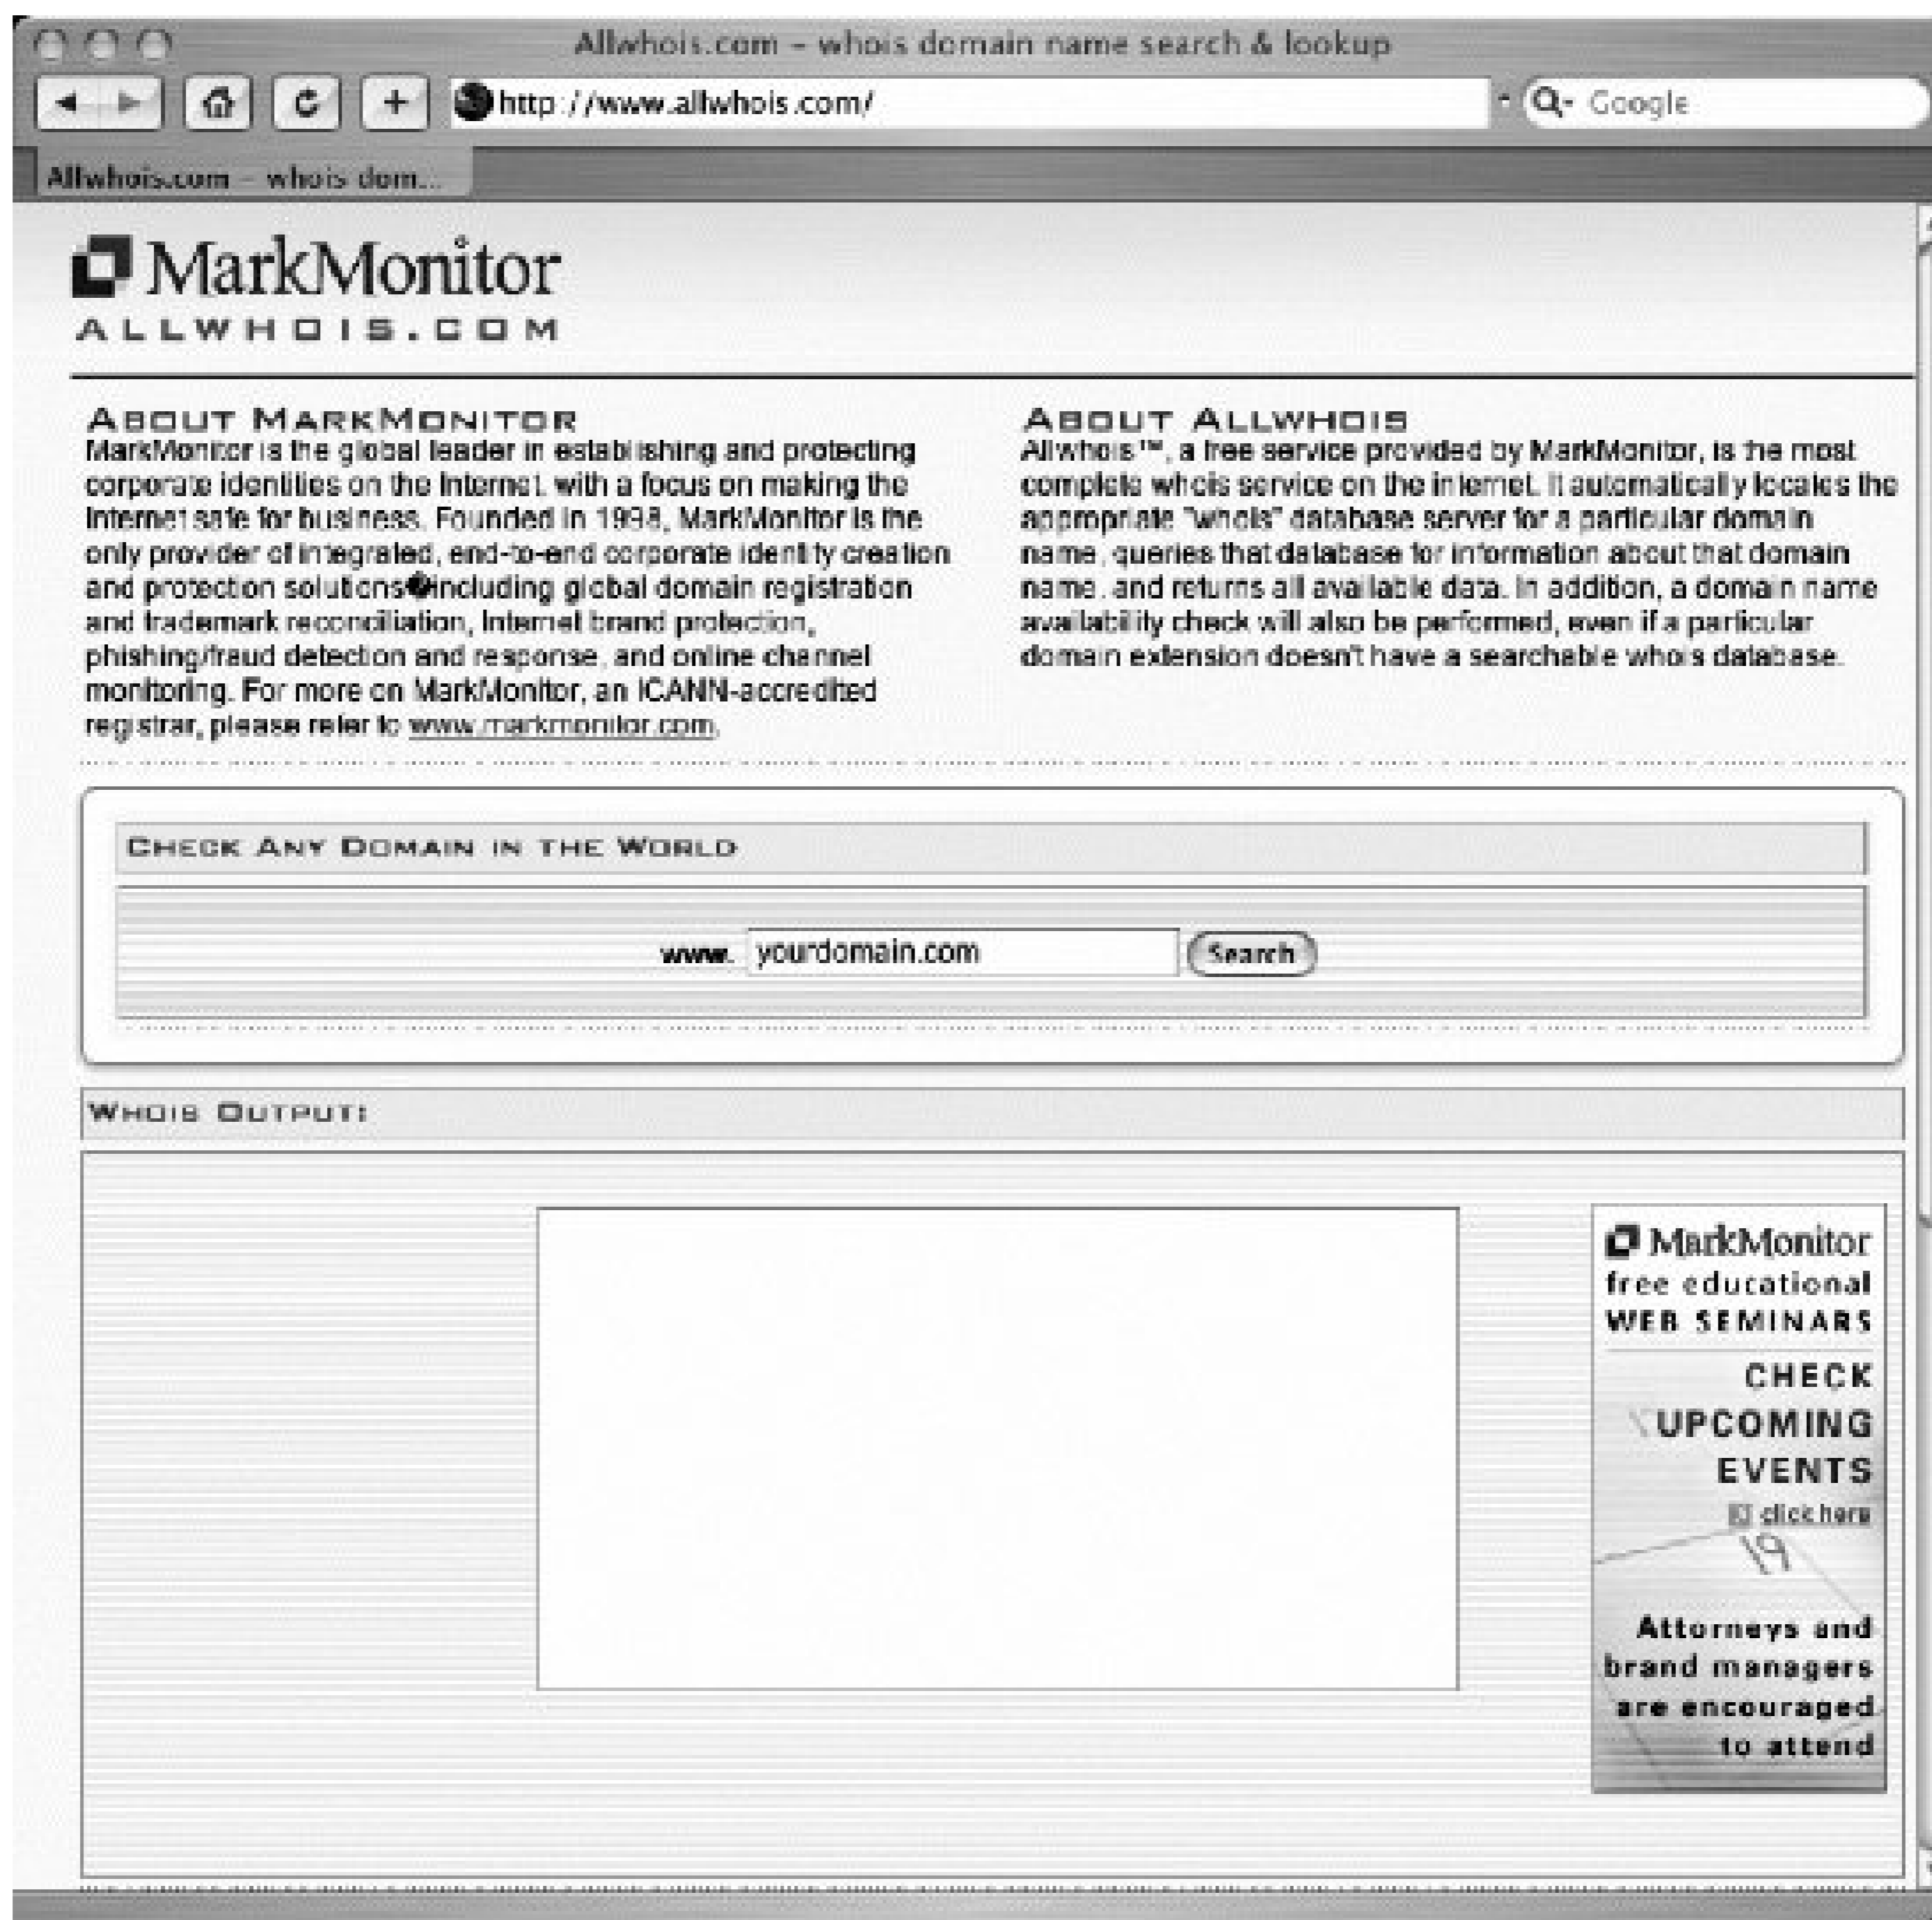 Allwhois.com – whois domain name search & lookup
http://www.allwhois.com/
Google
Allwhois.com – whois dom...
MarkMonitor
ALLWHOIS.COM
ABOUT MARKMONITOR
MarkMonitor is the global leader in establishing and protecting
corporate identities on the Internet, with a focus on making the
Internet safe for business. Founded in 1998, MarkMonitor is the
only provider of integrated, end-to-end corporate identity creation
and protection solutions�including global domain registration
and trademark reconciliation, Internet brand protection,
phishing/fraud detection and response, and online channel
monitoring. For more on MarkMonitor, an ICANN-accredited
registrar, please refer to www.markmonitor.com.
ABOUT ALLWHOIS
Allwhois™, a free service provided by MarkMonitor, is the most
complete whois service on the internet. It automatically locates the
appropriate "whois" database server for a particular domain
name, queries that database for information about that domain
name, and returns all available data. In addition, a domain name
availability check will also be performed, even if a particular
domain extension doesn't have a searchable whois database.
CHECK ANY DOMAIN IN THE WORLD
www. yourdomain.com Search
WHOIS OUTPUT:
MarkMonitor
free educational
WEB SEMINARS
CHECK
UPCOMING
EVENTS
click here
19
Attorneys and
brand managers
are encouraged
to attend